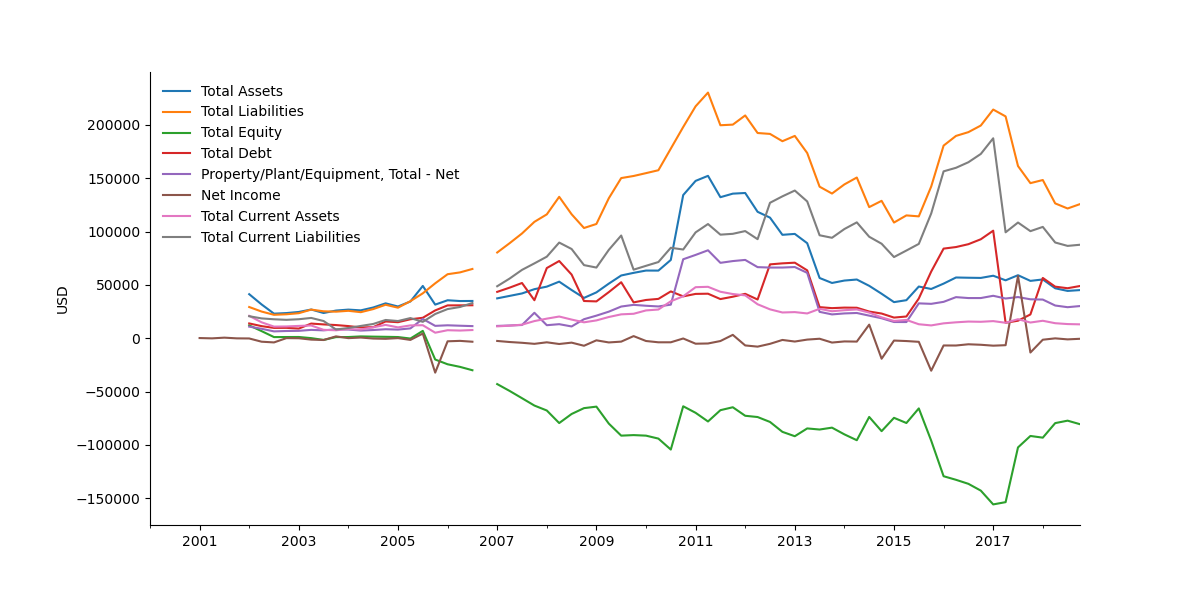 Total Assets
Total Liabilities
Total Equity
Total Debt
Property/Plant/Equipment, Total - Net
Net Income
Total Current Assets
Total Current Liabilities
USD
200000
150000
100000
50000
0
−50000
−100000
−150000
2001 2003 2005 2007 2009 2011 2013 2015 2017